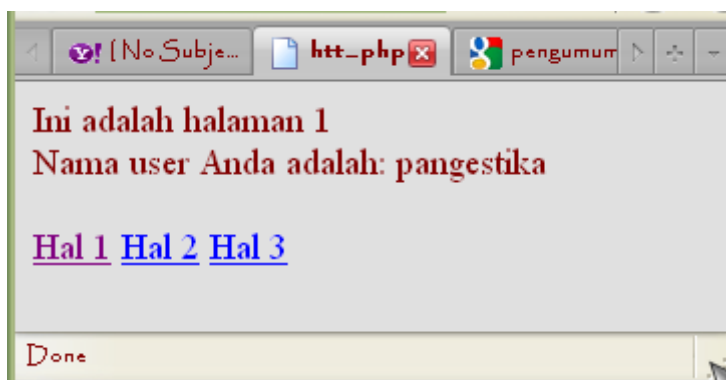 (No Subje... htt_php pengumum
Ini adalah halaman 1
Nama user Anda adalah: pangestika
Hal 1 Hal 2 Hal 3
Done